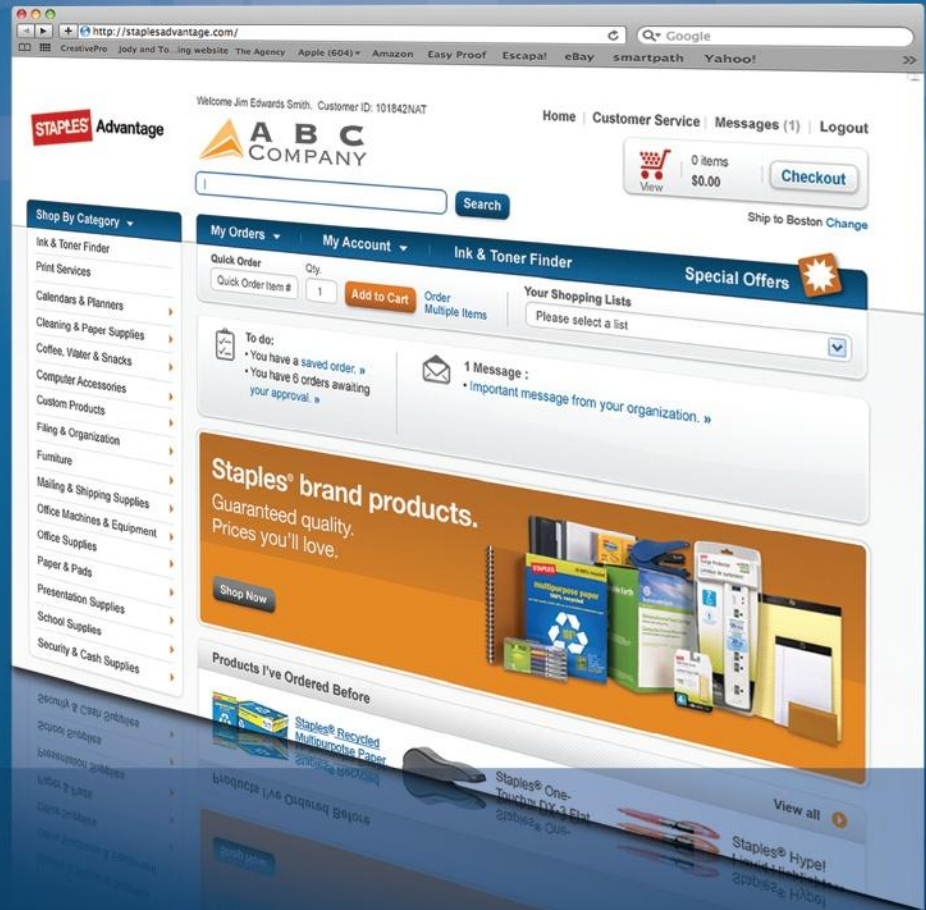 http://staplesadvantage.com/
Google
CreativePro Jody and To...ing website The Agency Apple (604) Amazon Easy Proof Escapa! eBay smartpath Yahoo!
STAPLES Advantage
Welcome Jim Edwards Smith. Customer ID: 101842NAT
ABC
COMPANY
Home | Customer Service | Messages (1) | Logout
View
0 items
$0.00
Checkout
Search
Ship to Boston Change
Shop By Category
Ink & Toner Finder
Print Services
Calendars & Planners
Cleaning & Paper Supplies
Coffee, Water & Snacks
Computer Accessories
Custom Products
Filing & Organization
Furniture
Mailing & Shipping Supplies
Office Machines & Equipment
Office Supplies
Paper & Pads
Presentation Supplies
School Supplies
Security & Cash Supplies
My Orders
My Account
Ink & Toner Finder
Special Offers
Quick Order
Quick Order Item #
Qty.
1
Add to Cart
Order
Multiple Items
Your Shopping Lists
Please select a list
To do:
• You have a saved order. »
• You have 6 orders awaiting
your approval. »
1 Message :
• Important message from your organization. »
Staples® brand products.
Guaranteed quality.
Prices you'll love.
Shop Now
STAPLES
multipurpose paper
100% recycled
Products I've Ordered Before
Staples® Recycled
Multipurpotse Paper
Staples® One-
Touch™ DX-3 Flat
Staples® Hype!
View all